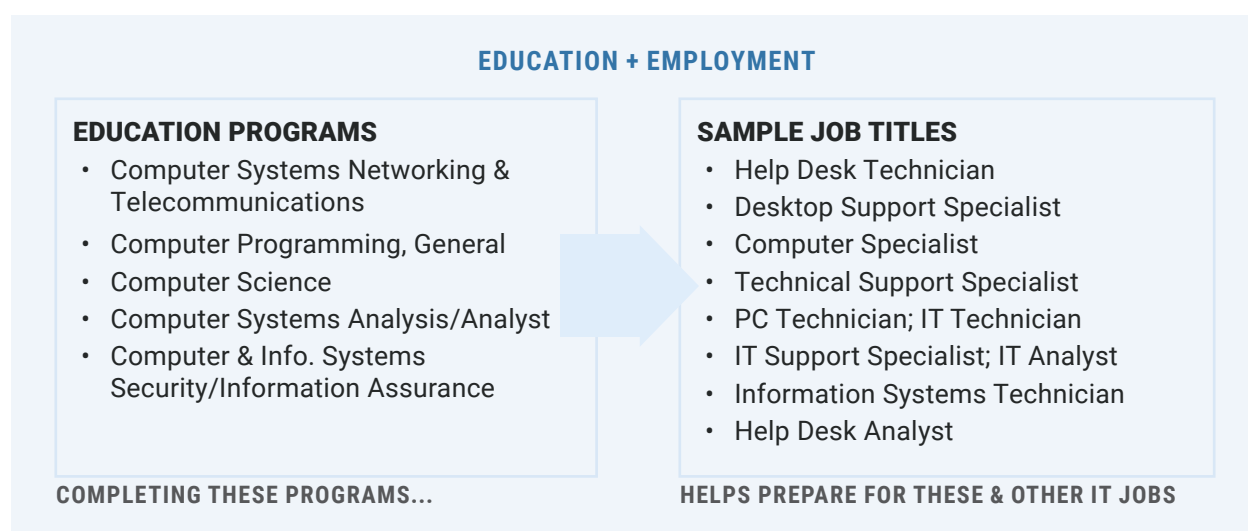 EDUCATION + EMPLOYMENT
EDUCATION PROGRAMS
• Computer Systems Networking &
Telecommunications
• Computer Programming, General
• Computer Science
• Computer Systems Analysis/Analyst
• Computer & Info. Systems
Security/Information Assurance
COMPLETING THESE PROGRAMS...
SAMPLE JOB TITLES
• Help Desk Technician
• Desktop Support Specialist
• Computer Specialist
• Technical Support Specialist
• PC Technician; IT Technician
• IT Support Specialist; IT Analyst
• Information Systems Technician
• Help Desk Analyst
HELPS PREPARE FOR THESE & OTHER IT JOBS